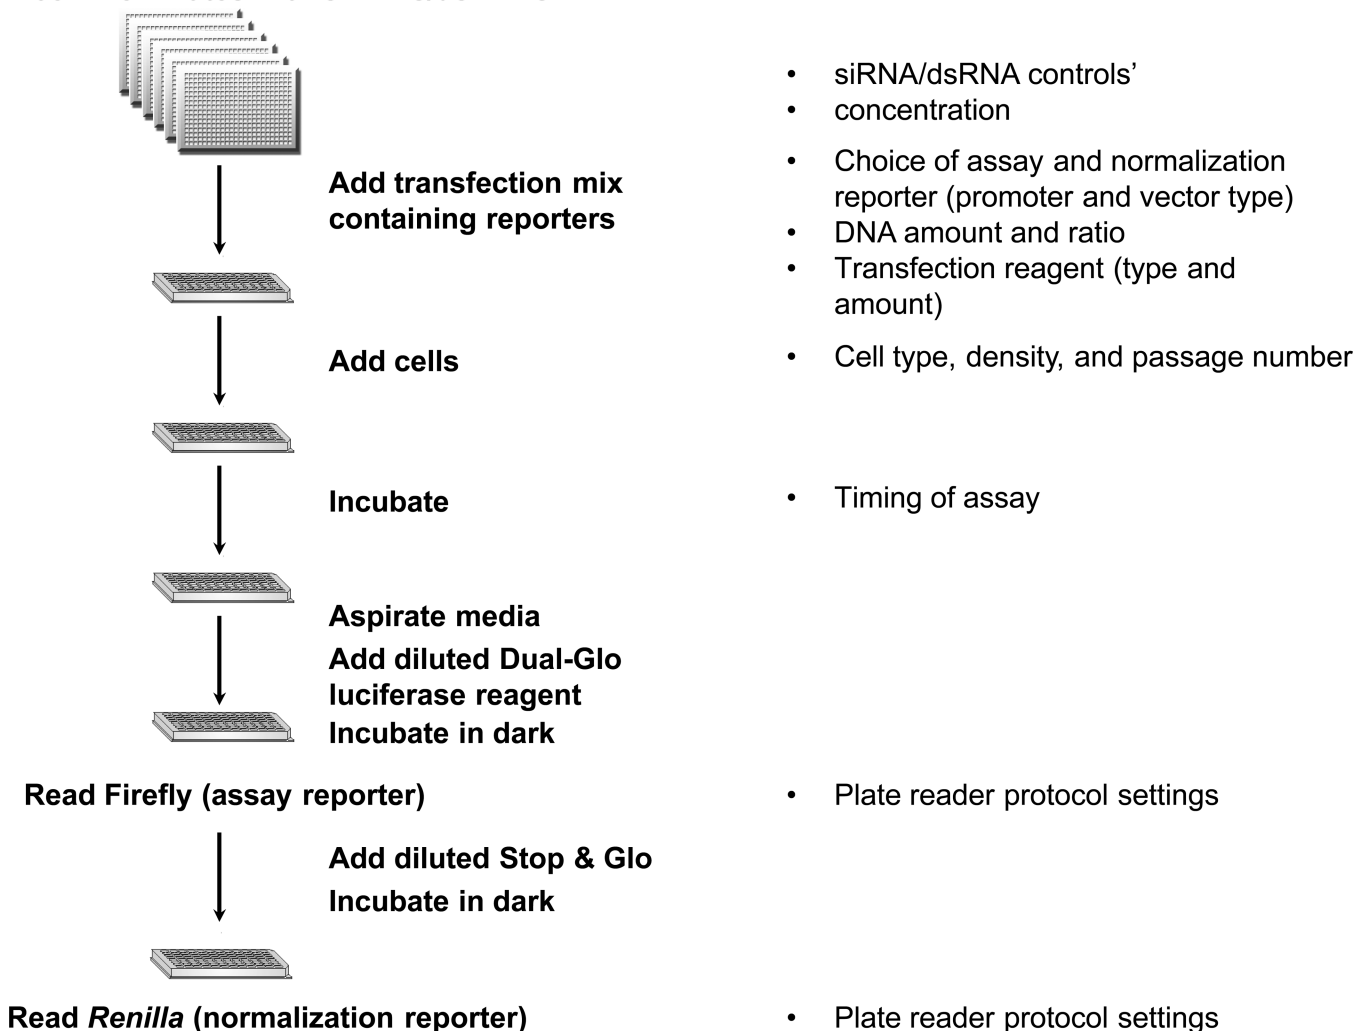 • siRNA/dsRNA controls’
• concentration
Add transfection mix
containing reporters
• Choice of assay and normalization
reporter (promoter and vector type)
• DNA amount and ratio
• Transfection reagent (type and
amount)
Add cells
• Cell type, density, and passage number
Incubate
• Timing of assay
Aspirate media
Add diluted Dual-Glo
luciferase reagent
Incubate in dark
Read Firefly (assay reporter)
• Plate reader protocol settings
Add diluted Stop & Glo
Incubate in dark
Read Renilla (normalization reporter)
• Plate reader protocol settings